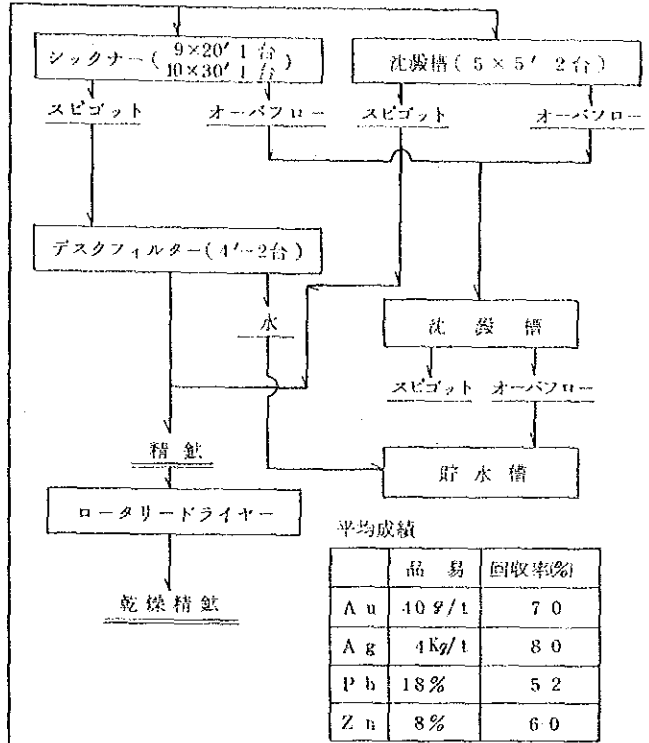 シックナー( 9×20′ 1台
10×30′ 1台 )
沈澱槽( 5×5′ 2台)
スピゴット
オーバフロー
スピゴット
オーバフロー
デスクフィルター(4′-2台)
水
沈澱槽
スピゴット
オーバフロー
精鉱
貯水槽
ロータリードライヤー
乾燥精鉱
平均成績
品易 回収率(%)
Au 40g/t 70
Ag 4Kg/t 80
Pb 18% 52
Zn 8% 60